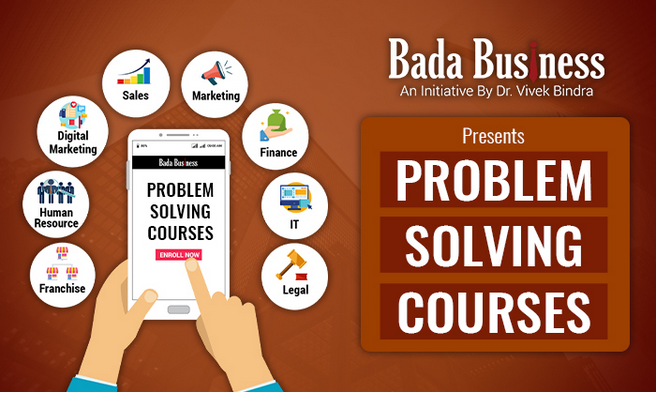 Bada Business
An Initiative By Dr. Vivek Bindra
Presents
PROBLEM
SOLVING
COURSES
Sales
Marketing
Digital
Marketing
Finance
Human
Resource
IT
Franchise
Legal
Bada Business
PROBLEM
SOLVING
COURSES
ENROLL NOW